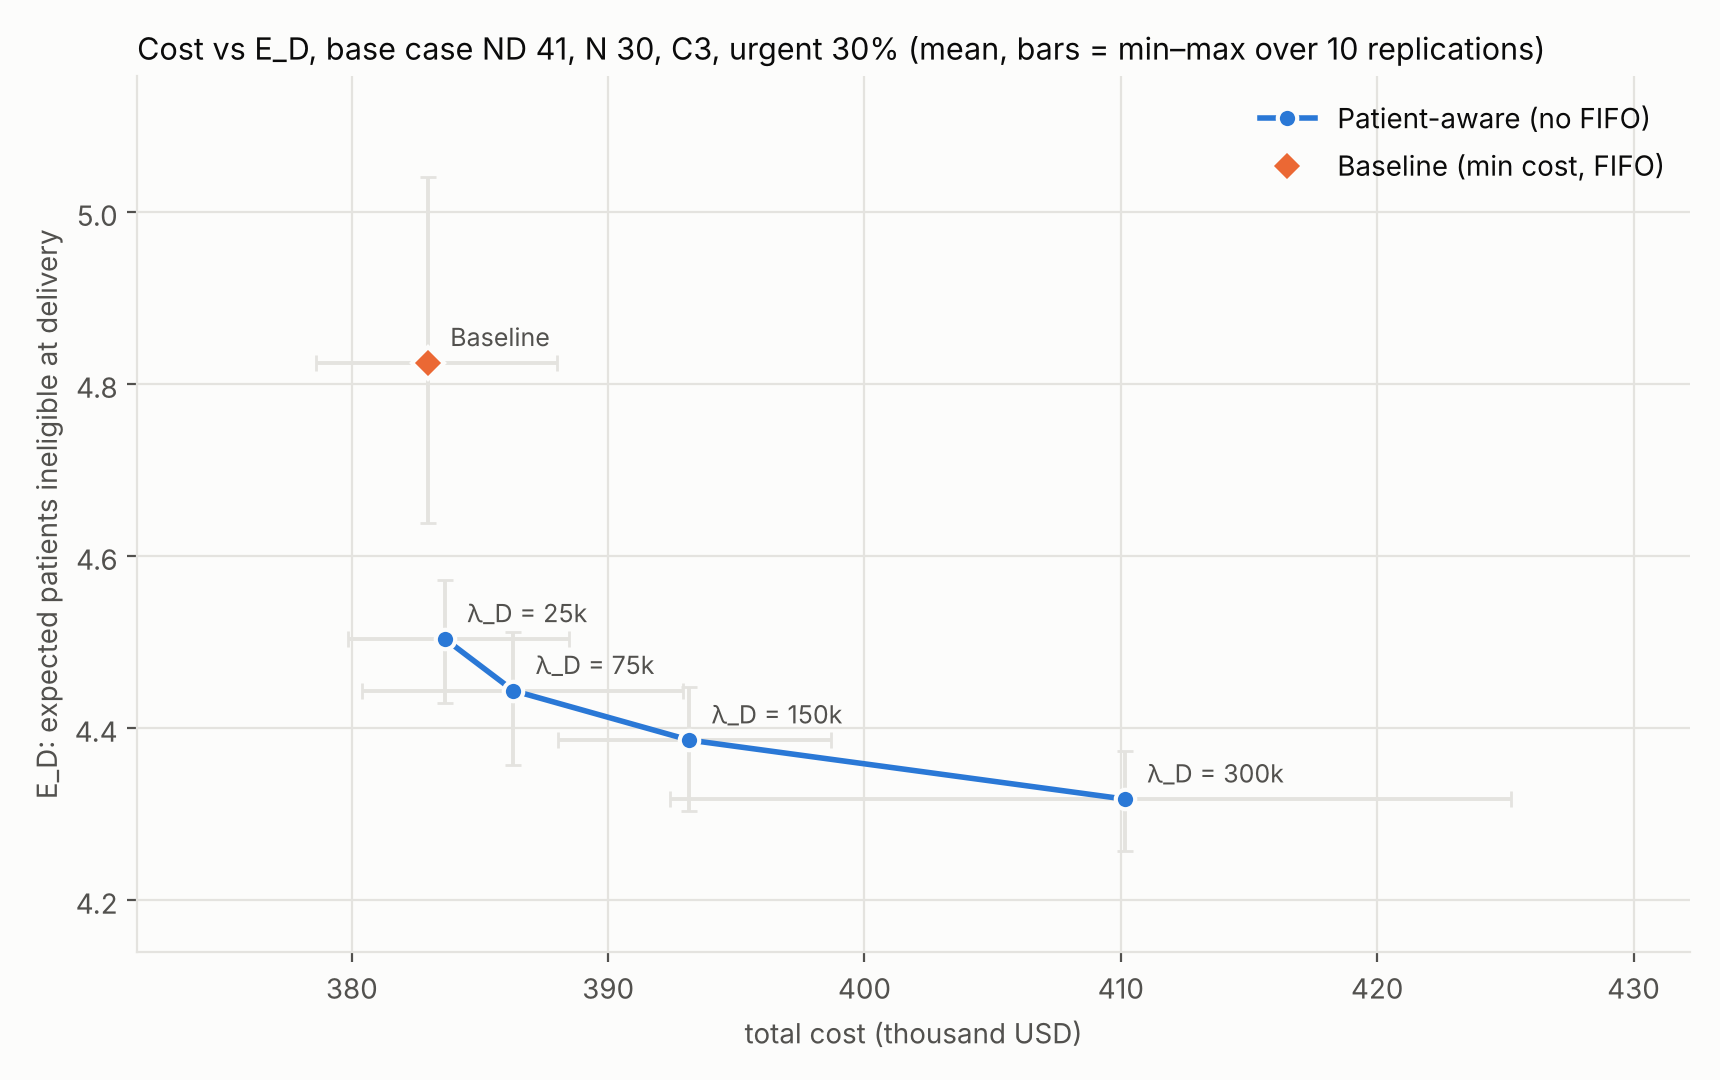 Cost vs E_D, base case ND 41, N 30, C3, urgent 30% (mean, bars = min–max over 10 replications)
Patient-aware (no FIFO)
Baseline (min cost, FIFO)
E_D: expected patients ineligible at delivery
5.0
4.8
4.6
4.4
4.2
Baseline
λ_D = 25k
λ_D = 75k
λ_D = 150k
λ_D = 300k
380
390
400
410
420
430
total cost (thousand USD)